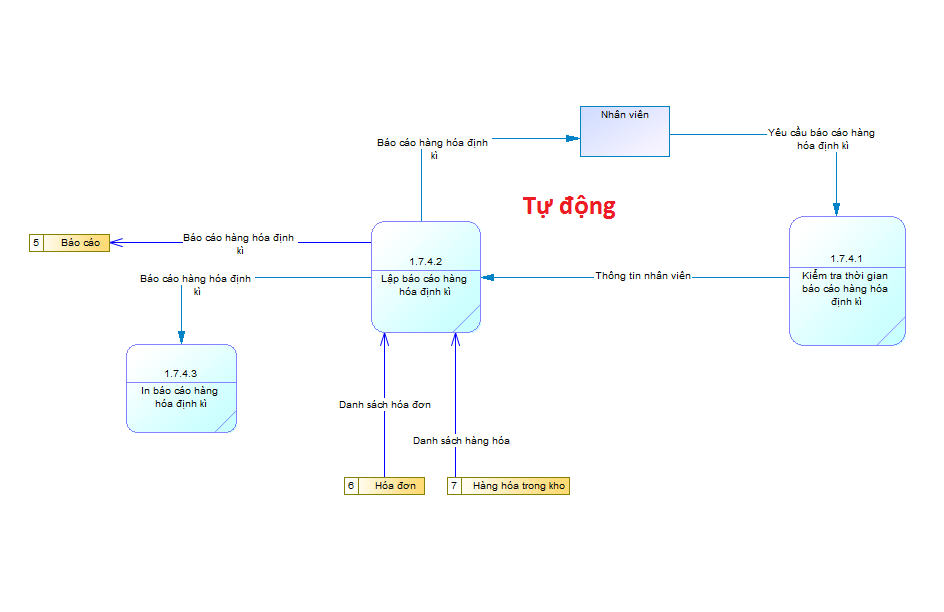 Nhân viên
Yêu cầu báo cáo hàng
hóa định kì
Báo cáo hàng hóa định
kì
Tự động
5 Báo cáo
Báo cáo hàng hóa định
kì
1.7.4.2
Lập báo cáo hàng
hóa định kì
Thông tin nhân viên
1.7.4.1
Kiểm tra thời gian
báo cáo hàng hóa
định kì
Báo cáo hàng hóa định
kì
1.7.4.3
In báo cáo hàng
hóa định kì
Danh sách hóa đơn
Danh sách hàng hóa
6 Hóa đơn
7 Hàng hóa trong kho